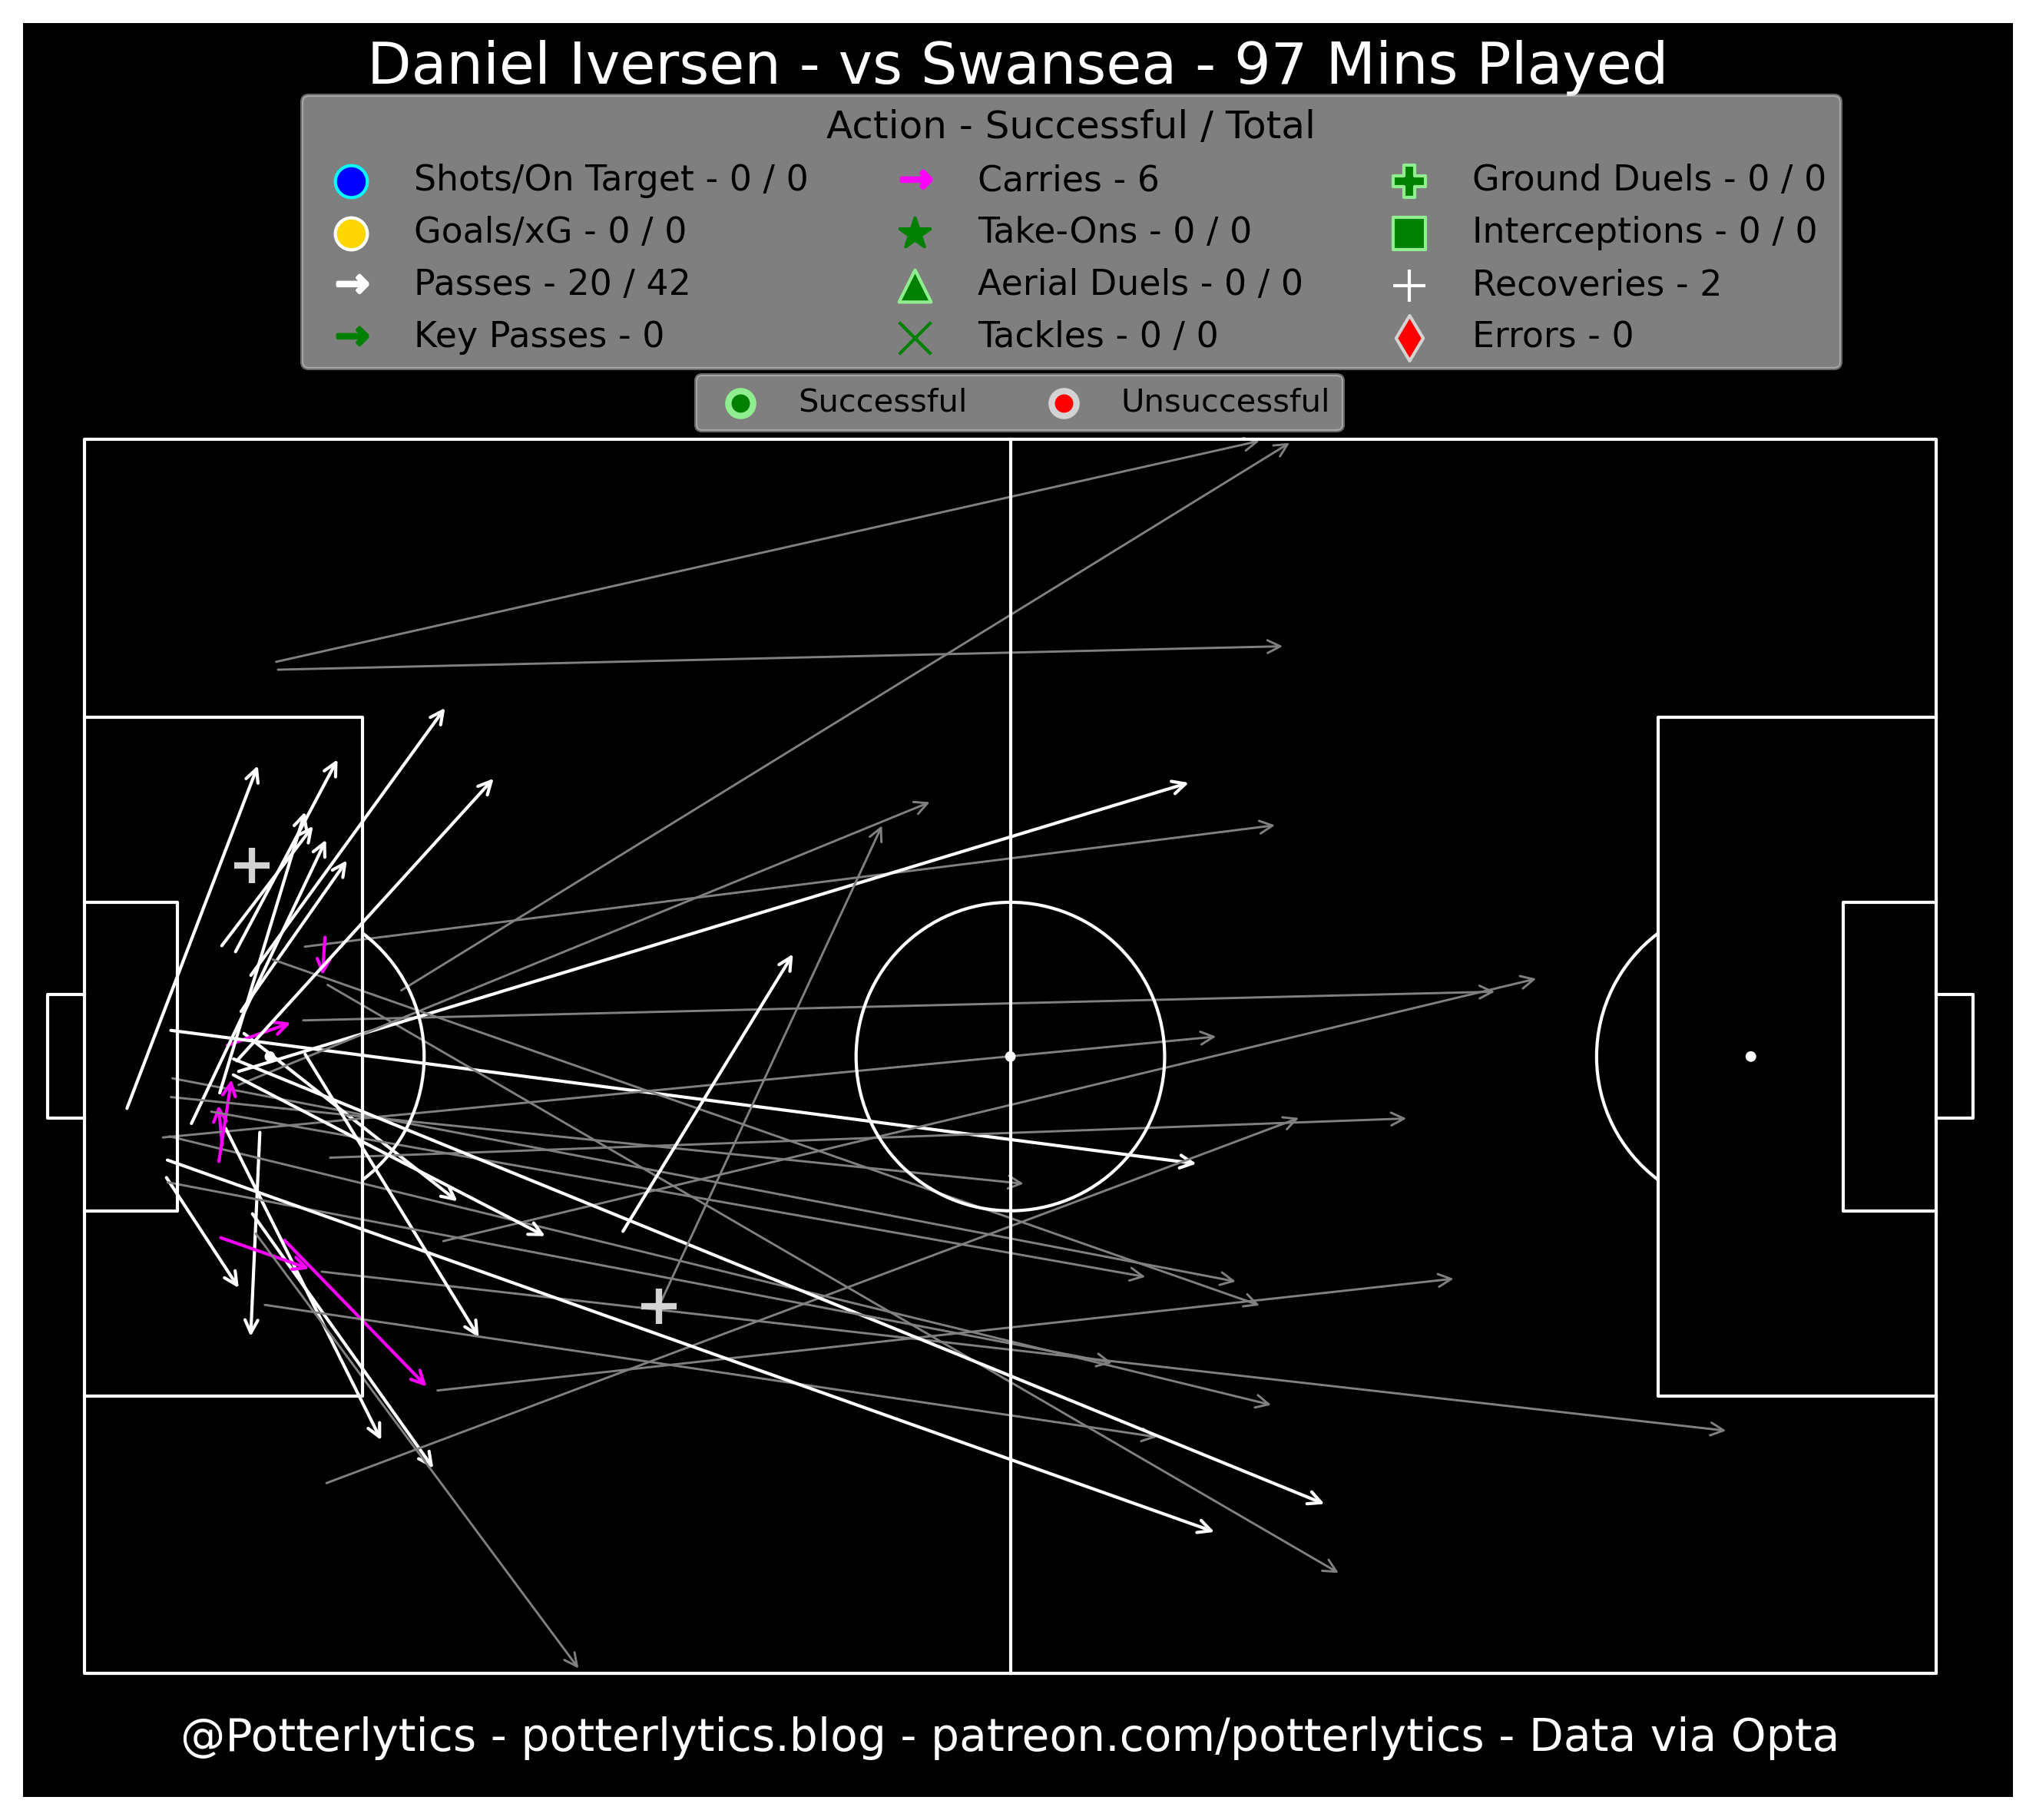 Daniel Iversen - vs Swansea - 97 Mins Played
Action - Successful / Total
Shots/On Target - 0 / 0
Goals/xG - 0 / 0
Passes - 20 / 42
Key Passes - 0
Carries - 6
Take-Ons - 0 / 0
Aerial Duels - 0 / 0
Tackles - 0 / 0
Ground Duels - 0 / 0
Interceptions - 0 / 0
Recoveries - 2
Errors - 0
Successful
Unsuccessful
@Potterlytics - potterlytics.blog - patreon.com/potterlytics - Data via Opta